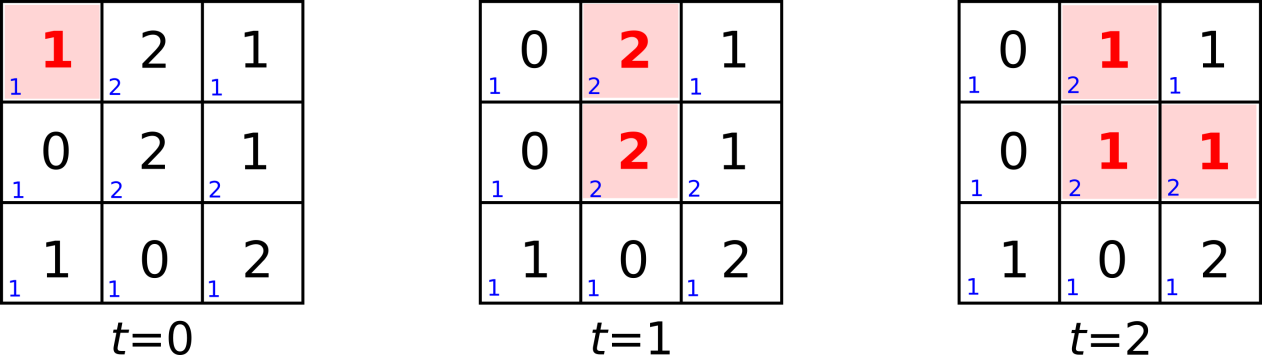 1 2 1 0 2 1 0 1 1
1 2 1 1 2 1 1 2 1
0 2 1 0 2 1 0 1 1
1 2 2 1 2 2 1 2 2
1 0 2 1 0 2 1 0 2
1 1 1 1 1 1 1 1 1
t=0 t=1 t=2